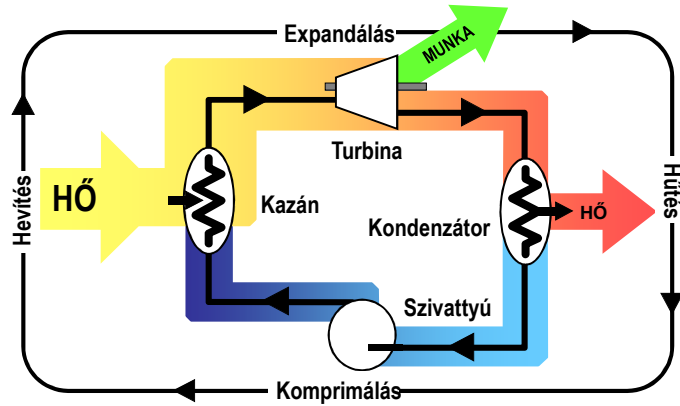 Expandálás
MUNKA
Turbina
HŐ
Kazán
Kondenzátor
HŐ
Hevítés
Hűtés
Szivattyú
Komprimálás